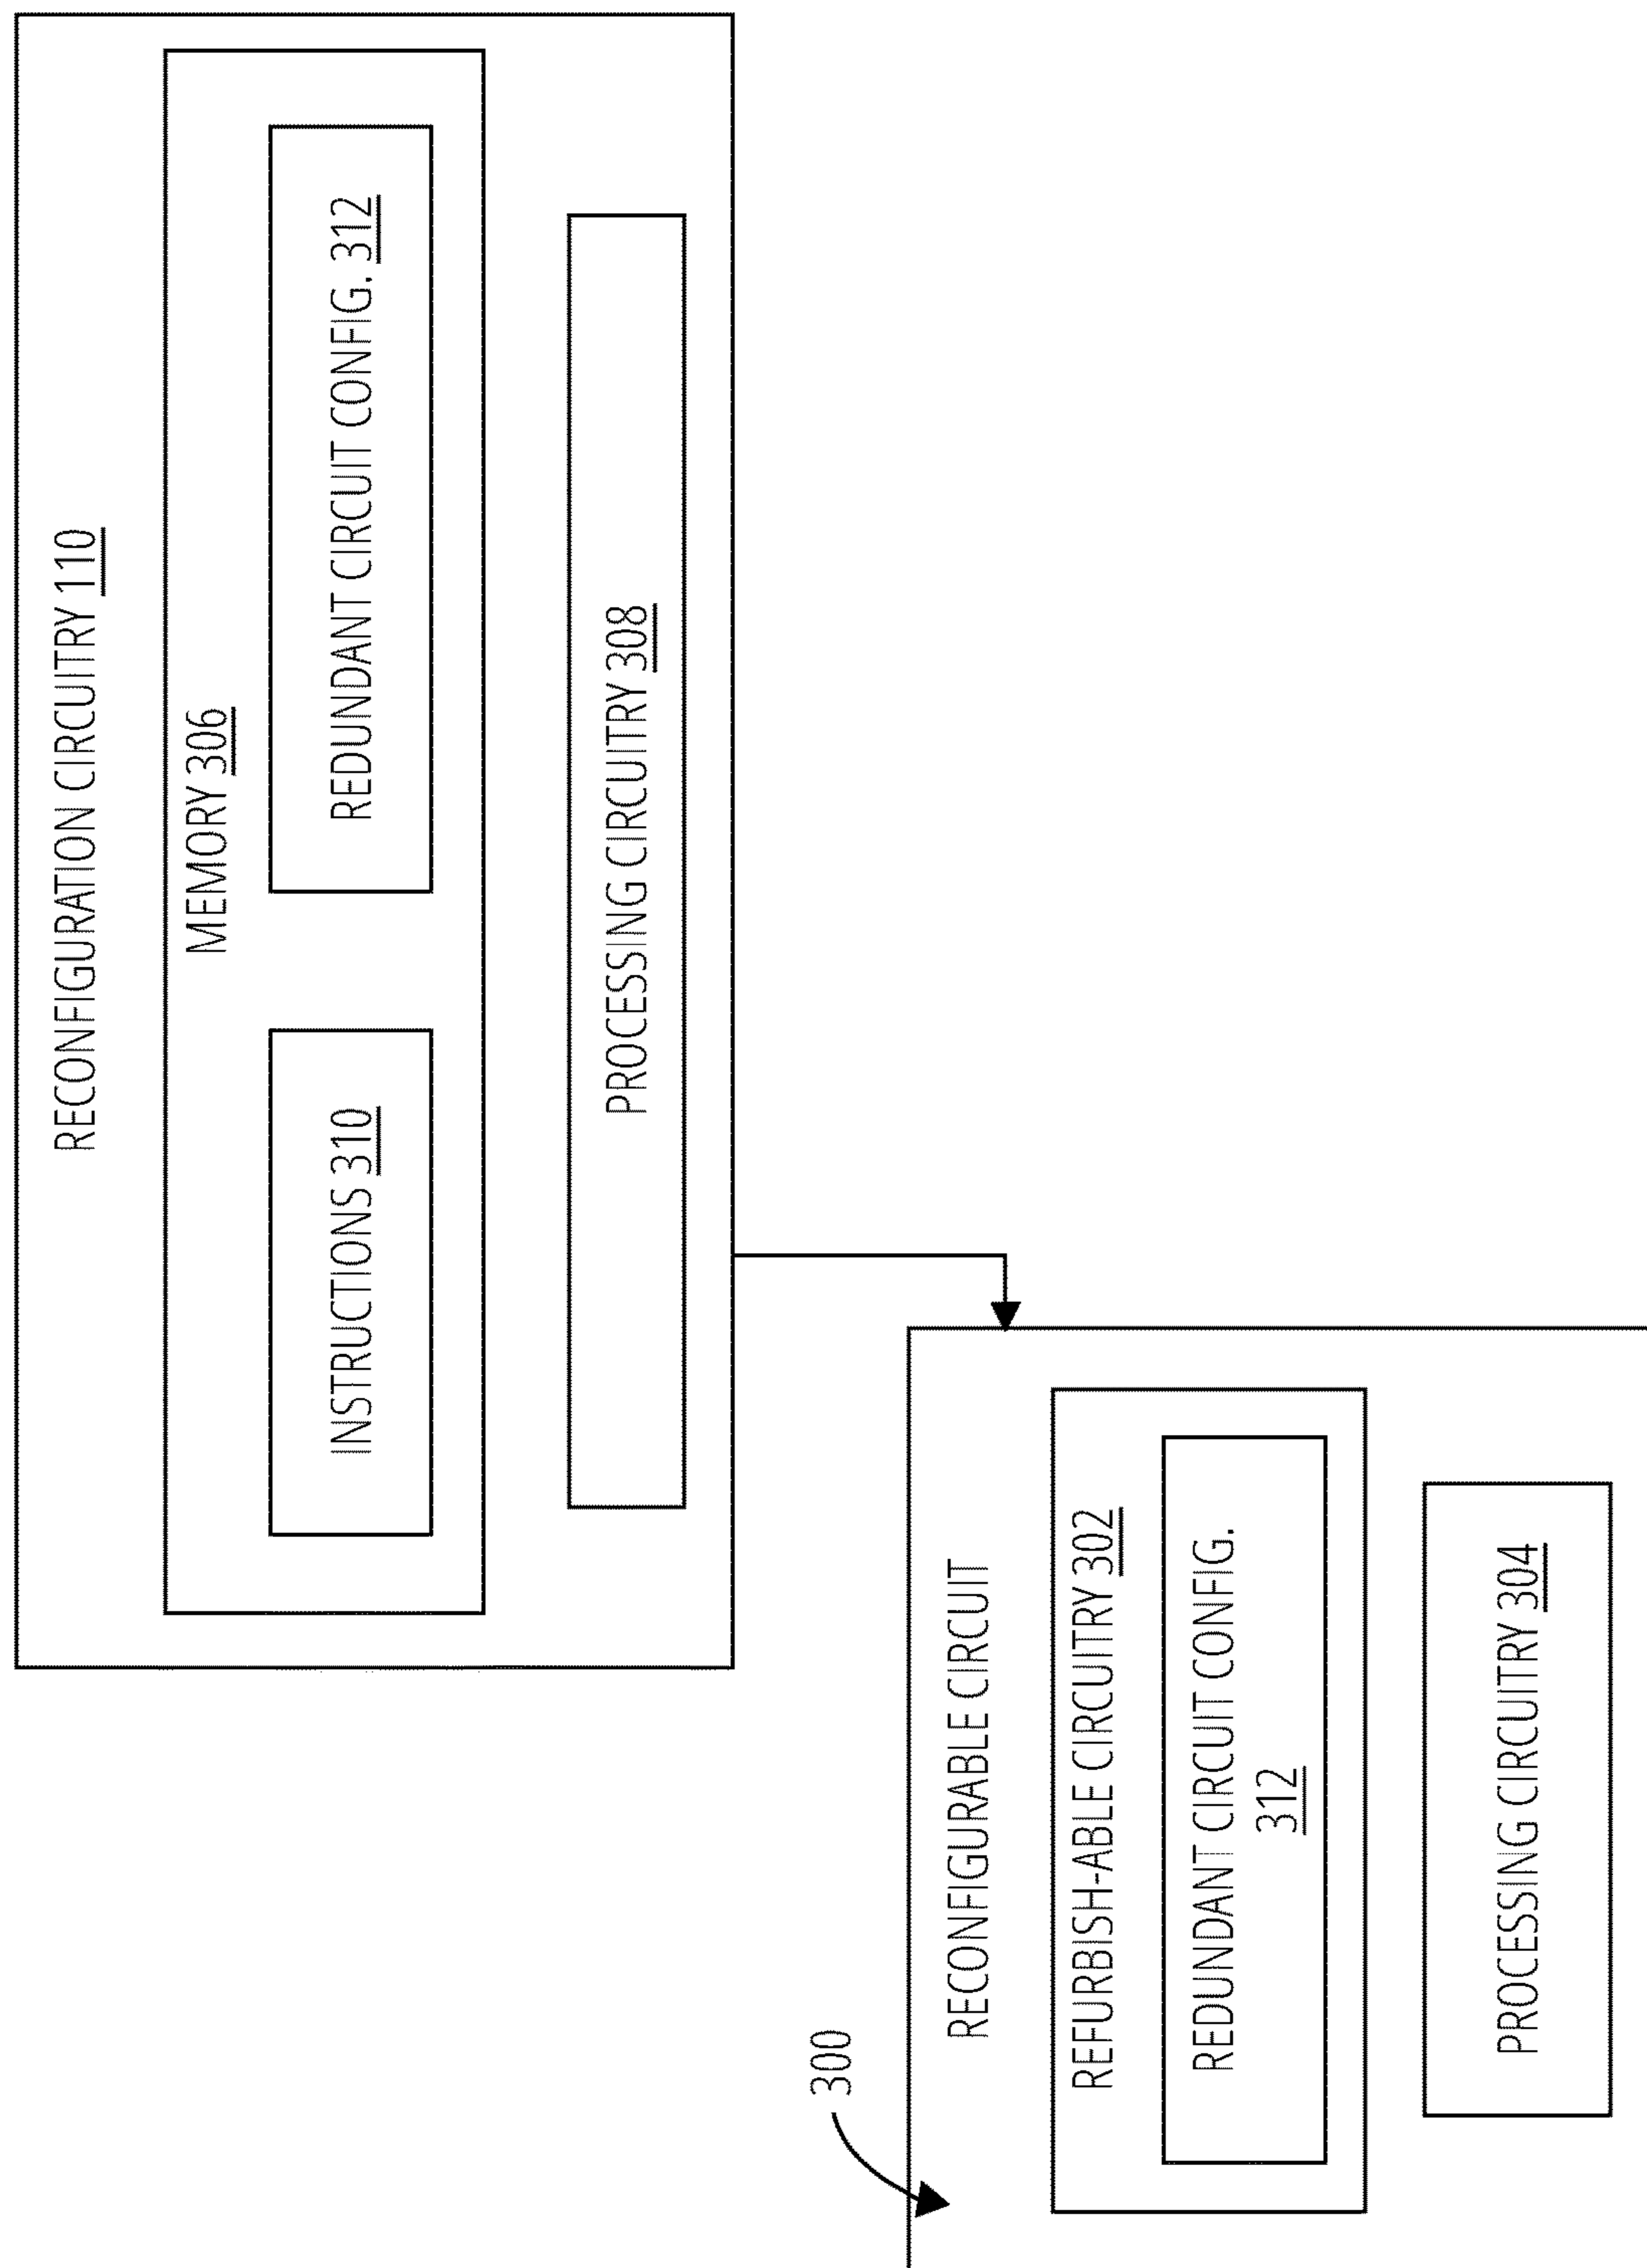 RECONFIGURATION CIRCUITRY 110
MEMORY 306
INSTRUCTIONS 310
REDUNDANT CIRCUIT CONFIG. 312
PROCESSING CIRCUITRY 308
300
RECONFIGURABLE CIRCUIT
REFURBISH-ABLE CIRCUITRY 302
REDUNDANT CIRCUIT CONFIG.
312
PROCESSING CIRCUITRY 304